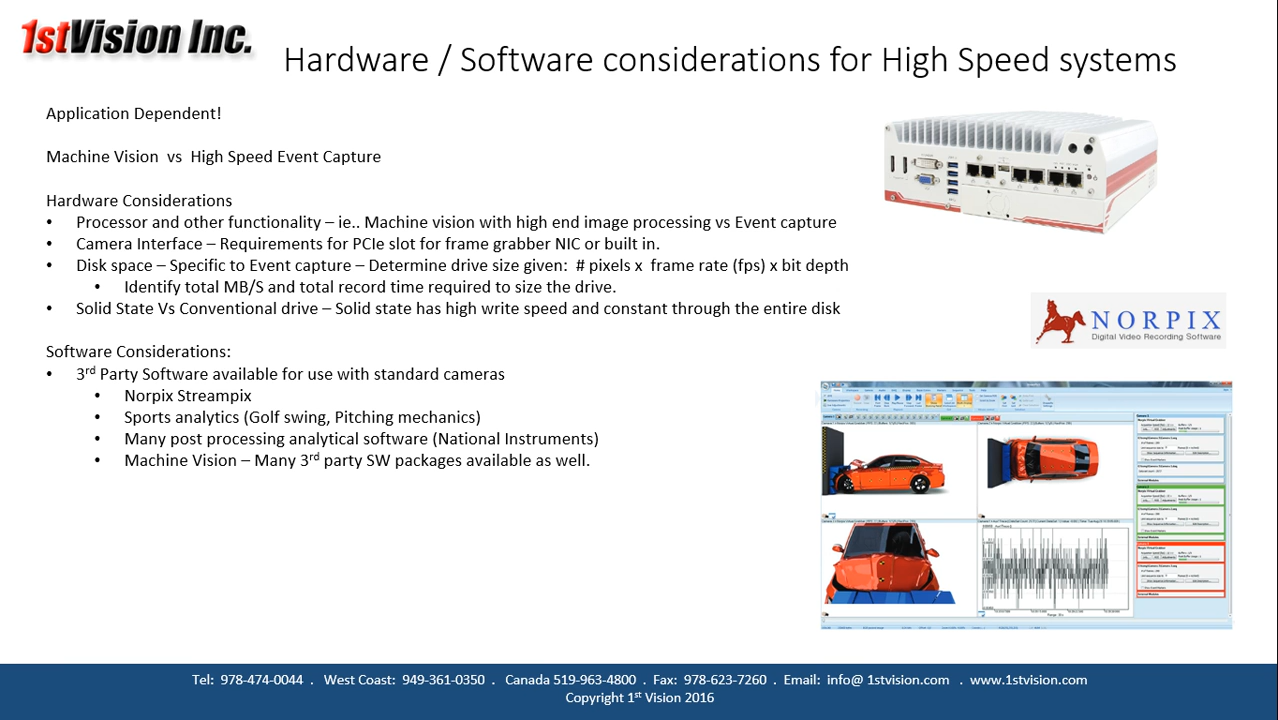 1stVision Inc.
Hardware / Software considerations for High Speed systems
Application Dependent!
Machine Vision vs High Speed Event Capture
Hardware Considerations
• Processor and other functionality – ie.. Machine vision with high end image processing vs Event capture
• Camera Interface – Requirements for PCIe slot for frame grabber NIC or built in.
• Disk space – Specific to Event capture – Determine drive size given: # pixels x frame rate (fps) x bit depth
• Identify total MB/S and total record time required to size the drive.
• Solid State Vs Conventional drive – Solid state has high write speed and constant through the entire disk
NORPIX
Digital Video Recording Software
Software Considerations:
• 3rd Party Software available for use with standard cameras
• Norpix Streampix
• Sports analytics (Golf swing, Pitching mechanics)
• Many post processing analytical software (National Instruments)
• Machine Vision – Many 3rd party SW packages available as well.
Tel: 978-474-0044 . West Coast: 949-361-0350 . Canada 519-963-4800 . Fax: 978-623-7260 . Email: info@ 1stvision.com . www.1stvision.com
Copyright 1st Vision 2016